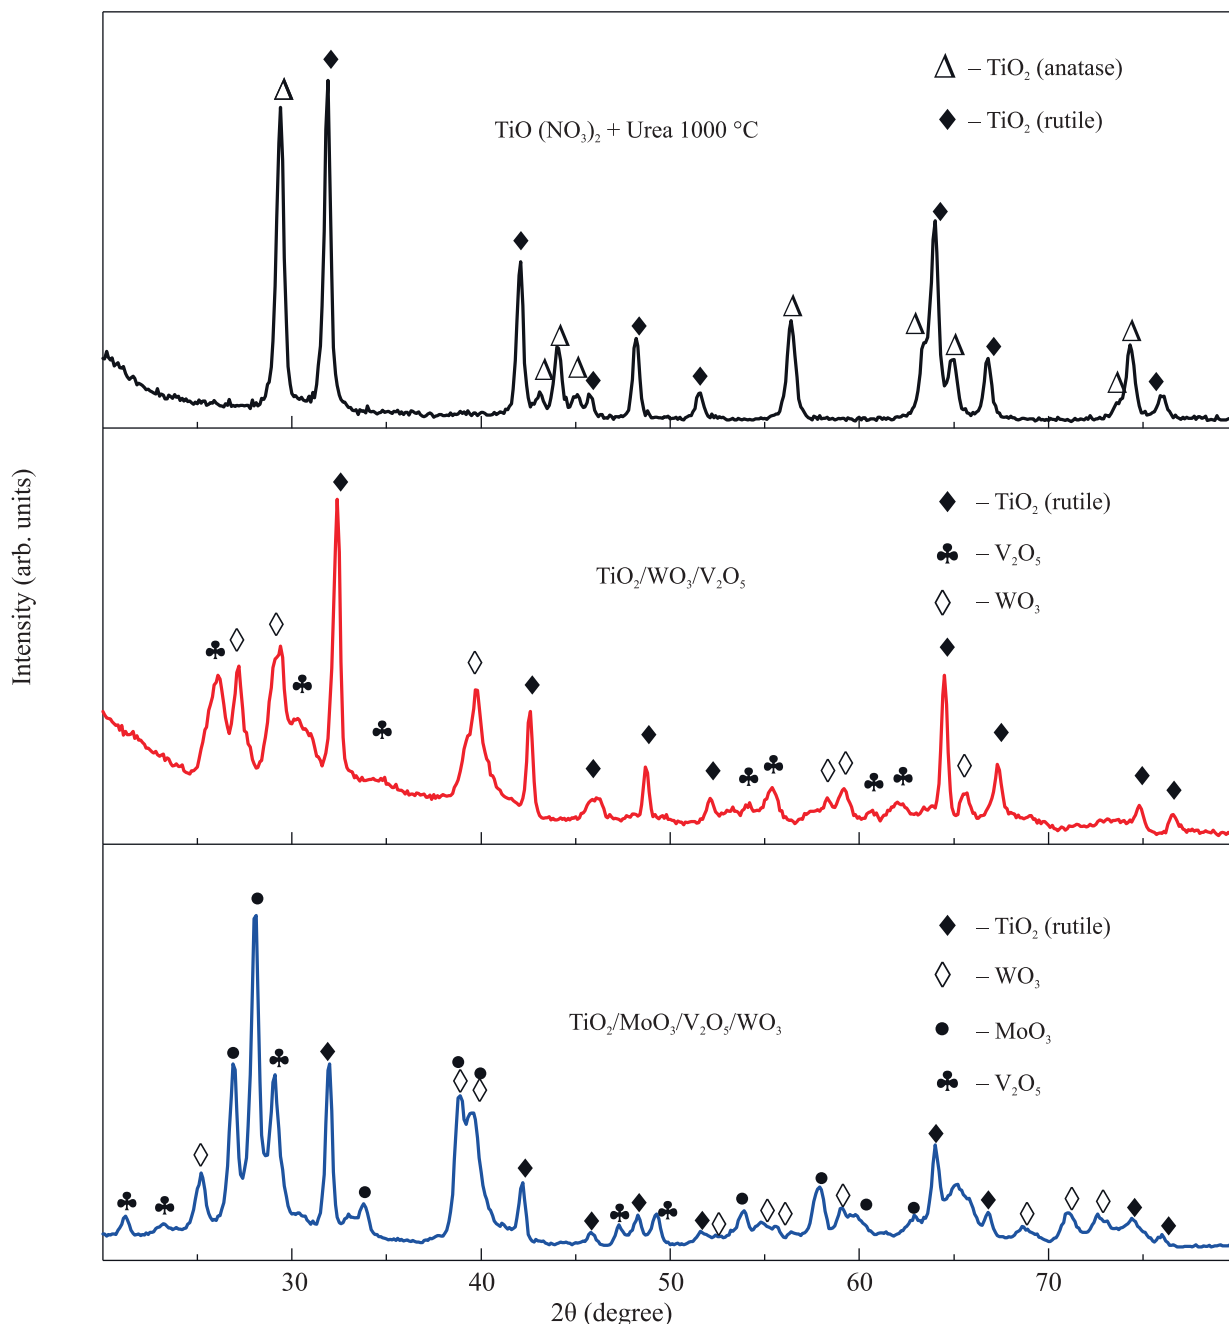 – TiO₂ (anatase)
TiO (NO₃)₂ + Urea 1000 °C
– TiO₂ (rutile)
Intensity (arb. units)
– TiO₂ (rutile)
– V₂O₅
TiO₂/WO₃/V₂O₅
– WO₃
– TiO₂ (rutile)
– WO₃
TiO₂/MoO₃/V₂O₅/WO₃
– MoO₃
– V₂O₅
30 40 50 60 70
2θ (degree)